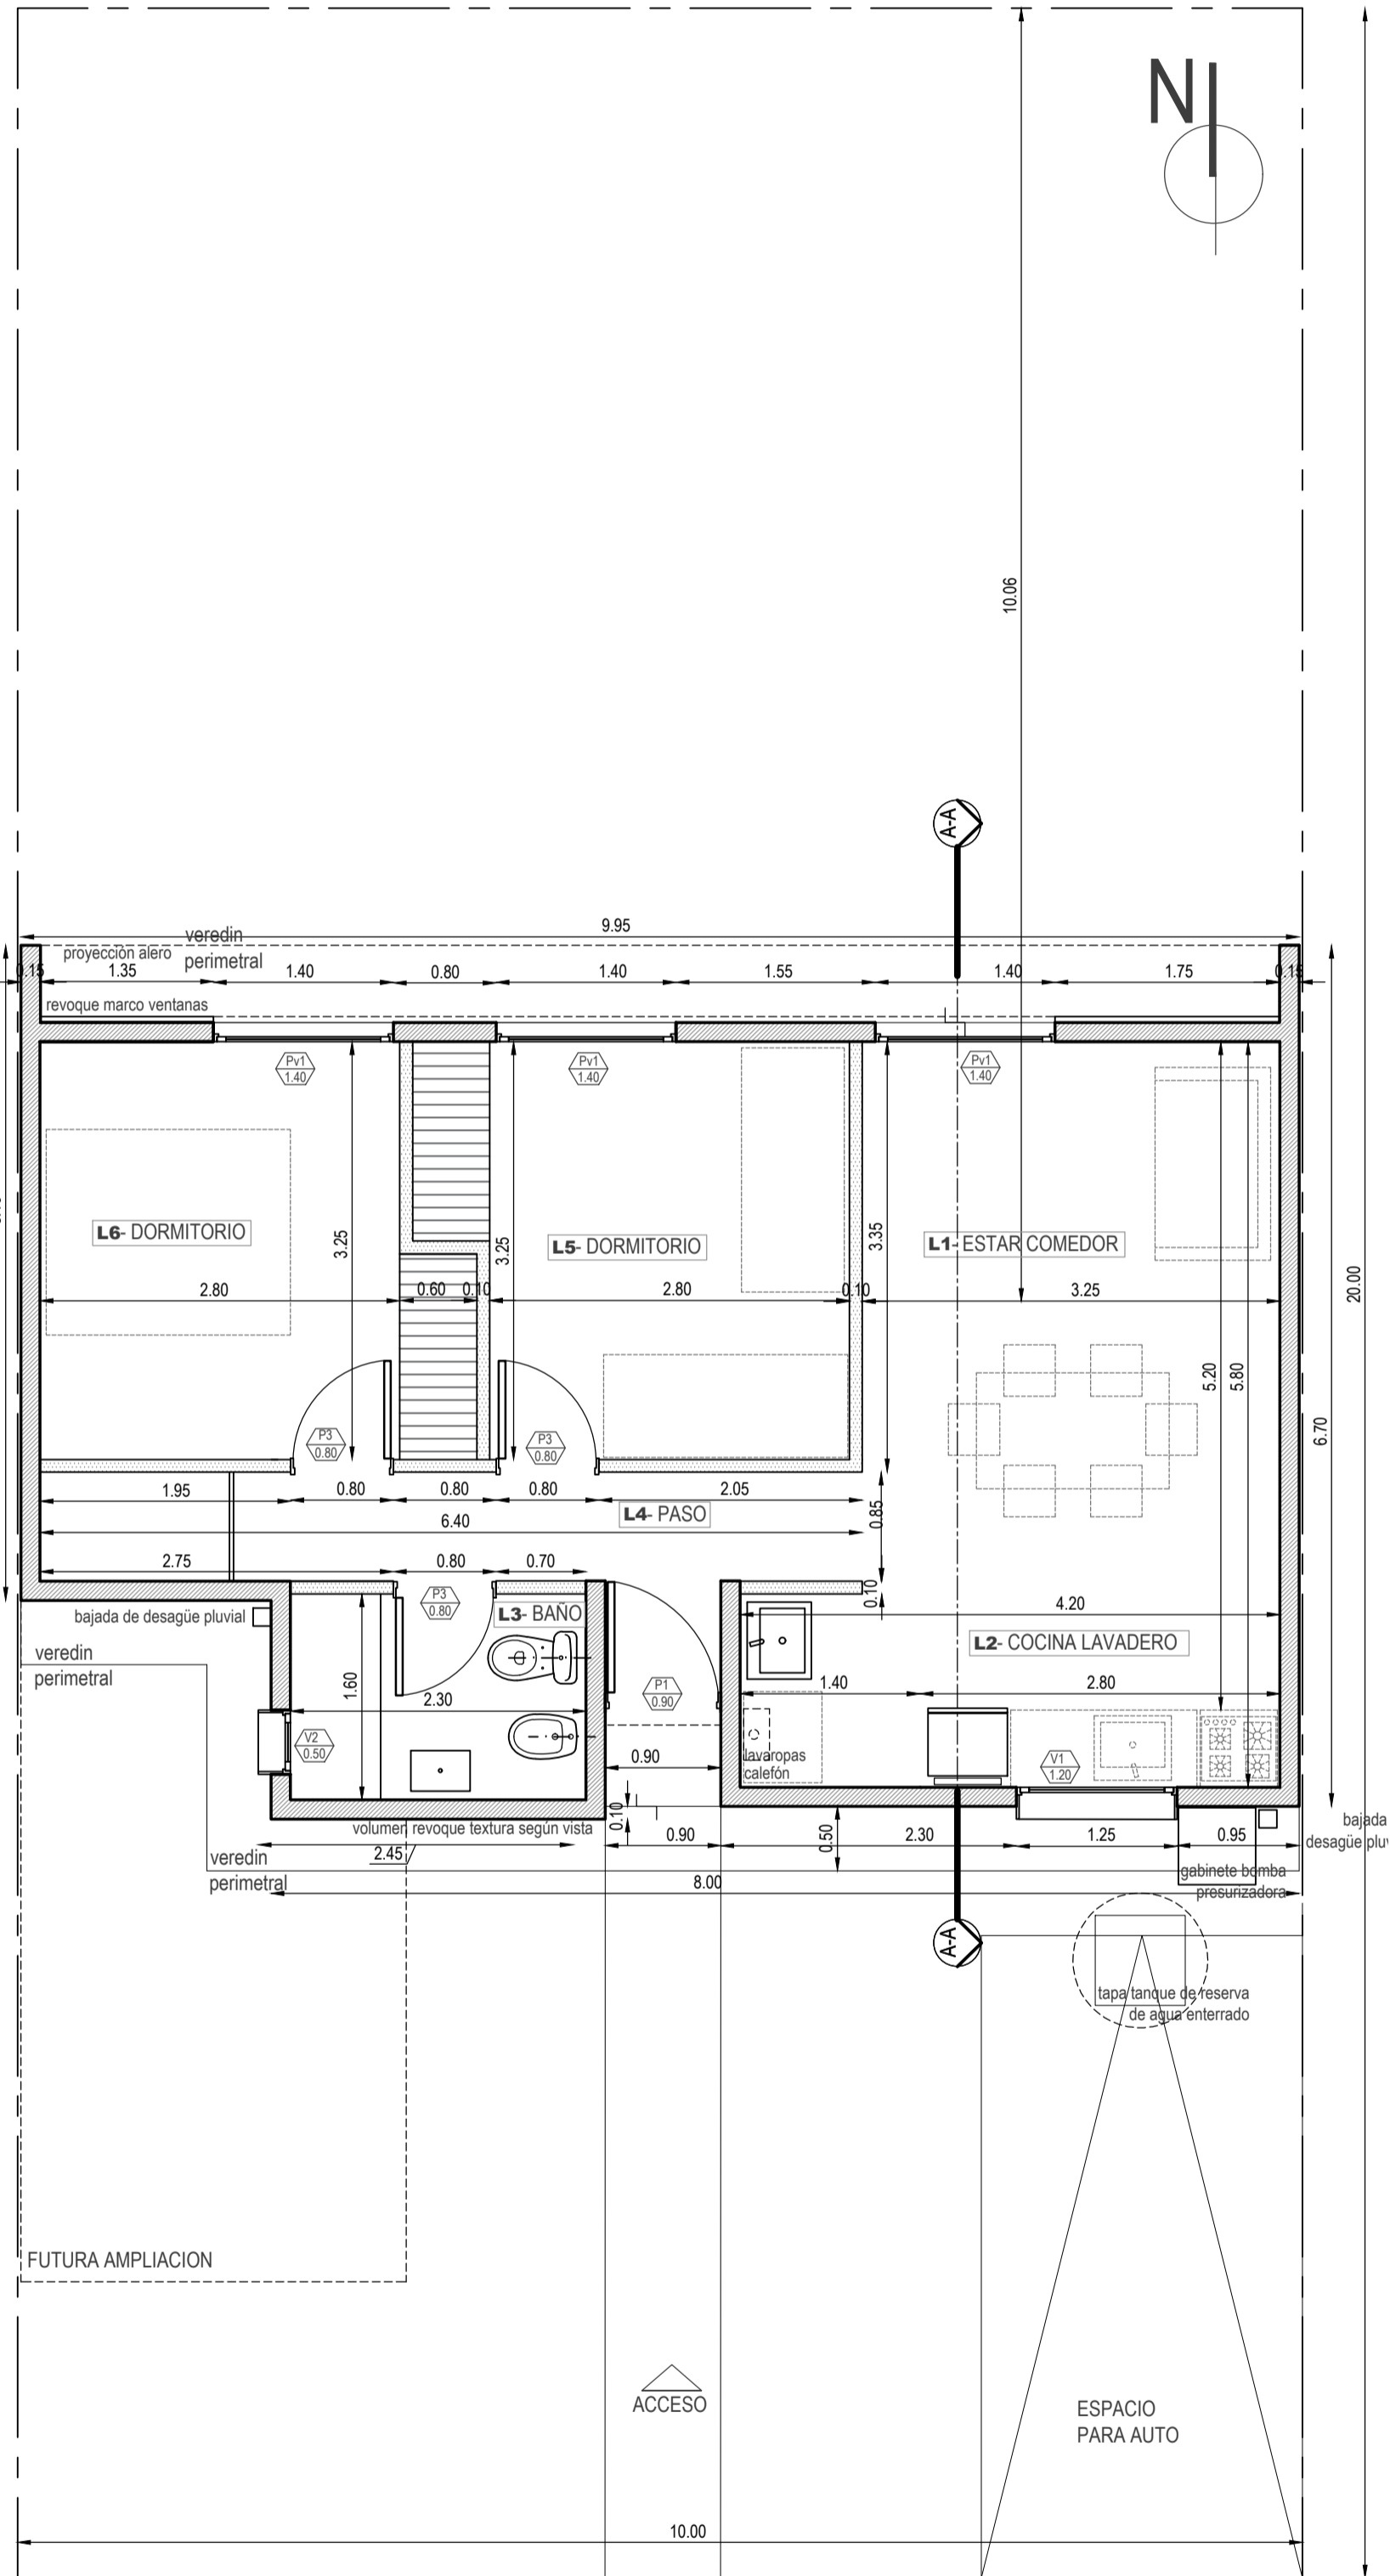 N
10.06
A-A
9.95
veredin
perimetral
proyección alero
0.15
1.35
1.40
0.80
1.40
1.55
1.40
1.75
0.15
revoque marco ventanas
Pv1
1.40
Pv1
1.40
Pv1
1.40
L6- DORMITORIO
3.25
3.25
L5- DORMITORIO
3.35
L1- ESTAR COMEDOR
2.80
0.60
0.10
2.80
0.10
3.25
20.00
5.20
5.80
6.70
P3
0.80
P3
0.80
1.95
0.80
0.80
0.80
2.05
L4- PASO
0.85
6.40
2.75
0.80
0.70
P3
0.80
L3- BAÑO
0.10
4.20
bajada de desagüe pluvial
veredin
perimetral
L2- COCINA LAVADERO
1.60
2.30
P1
0.90
1.40
2.80
V2
0.50
0.90
lavaropas
calefón
V1
1.20
0.10
volumen revoque textura según vista
0.90
0.50
2.30
1.25
0.95
bajada
desagüe plu
2.45
veredin
perimetral
8.00
gabinete bomba
presurizadora
A-A
tapa tanque de reserva
de agua enterrado
FUTURA AMPLIACION
ACCESO
ESPACIO
PARA AUTO
10.00